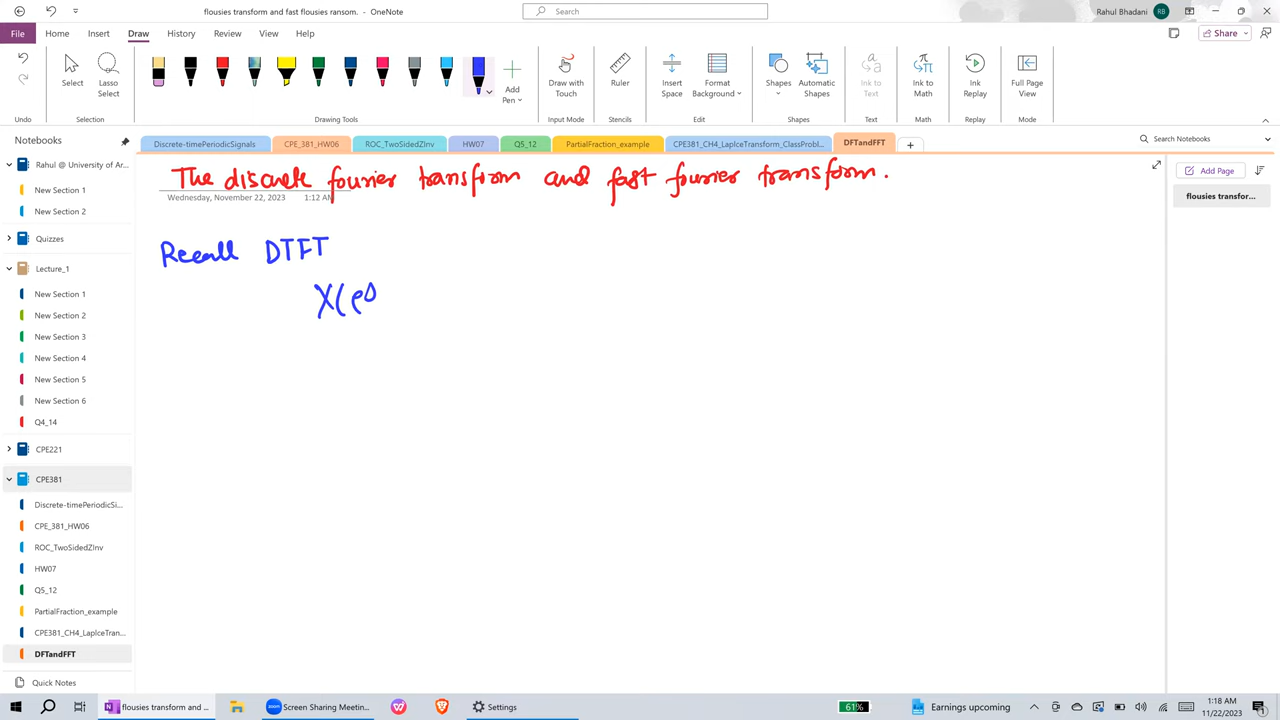 flousies transform and fast flousies ransom. - OneNote
Search
Rahul Bhadani RB
File Home Insert Draw History Review View Help
Share
Undo
Select
Lasso Select
Add Pen
Draw with Touch
Ruler
Insert Space
Format Background
Shapes
Automatic Shapes
Ink to Text
Ink to Math
Ink Replay
Full Page View
Undo Selection Drawing Tools Input Mode Stencils Edit Shapes Text Math Replay Mode
Notebooks
Discrete-timePeriodicSignals CPE_381_HW06 ROC_TwoSidedZInv HW07 Q5_12 PartialFraction_example CPE381_CH4_LaplceTransform_ClassProbl... DFTandFFT +
Search Notebooks
Rahul @ University of Ar...
New Section 1
New Section 2
Quizzes
Lecture_1
New Section 1
New Section 2
New Section 3
New Section 4
New Section 5
New Section 6
Q4_14
CPE221
CPE381
Discrete-timePeriodicSi...
CPE_381_HW06
ROC_TwoSidedZInv
HW07
Q5_12
PartialFraction_example
CPE381_CH4_LaplceTran...
DFTandFFT
Quick Notes
The discrete fourier transform and fast fourier transform.
Wednesday, November 22, 2023 1:12 AM
Recall DTFT
X(e
Add Page
flousies transfor...
flousies transform and ...
Screen Sharing Meetin...
Settings
61%
Earnings upcoming
1:18 AM
11/22/2023